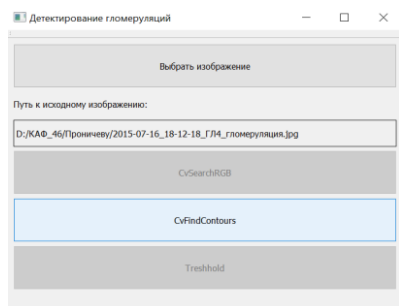 Детектирование гломеруляций
Выбрать изображение
Путь к исходному изображению:
D:/КАФ_46/Проничеву/2015-07-16_18-12-18_ГЛ4_гломеруляция.jpg
CvSearchRGB
CvFindContours
Treshhold